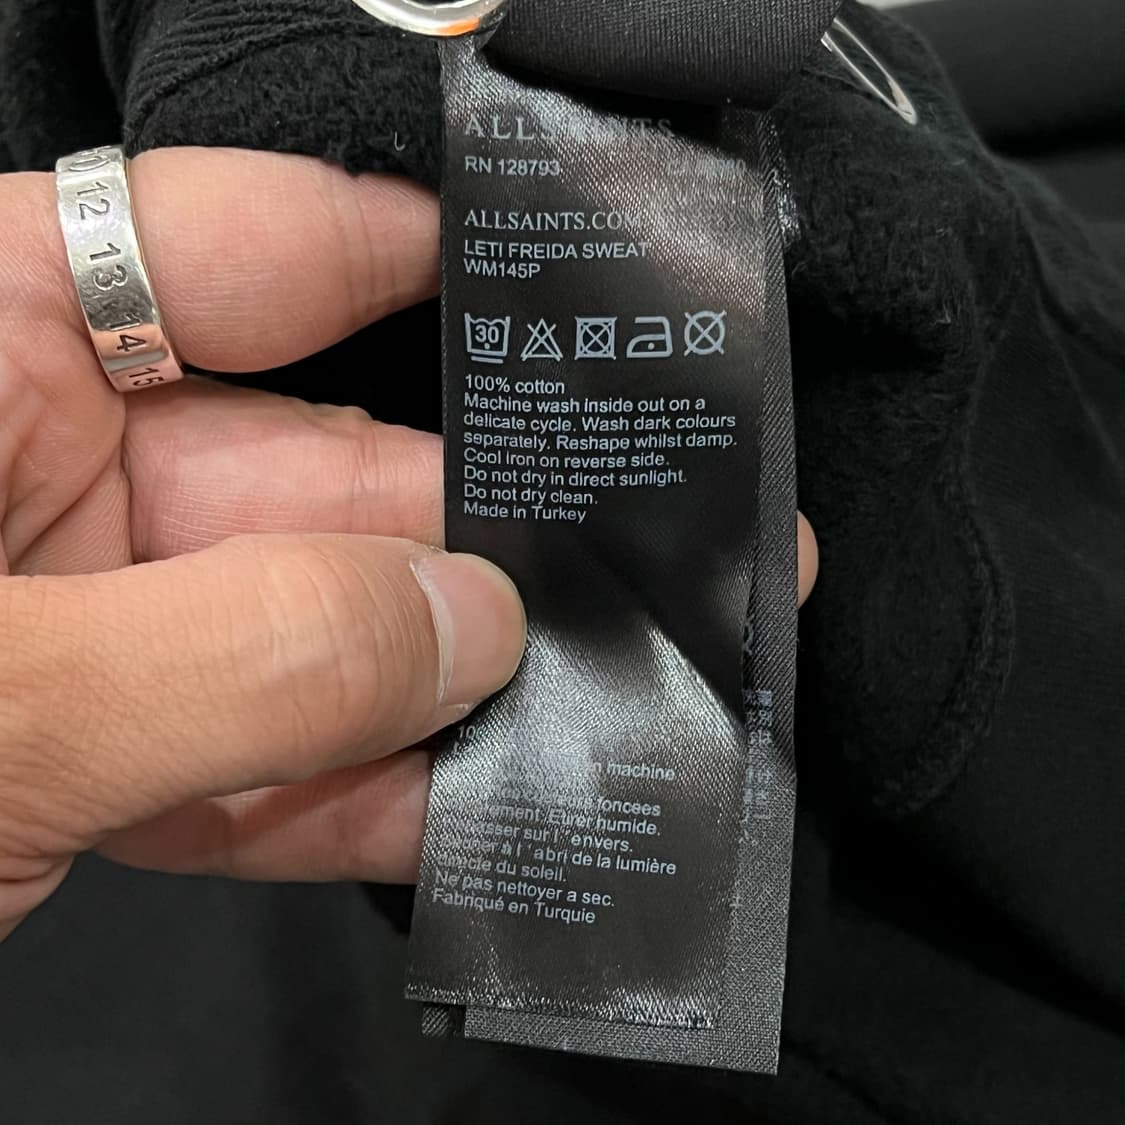 12 13 14 15
ALLSAINTS
RN 128793
ALLSAINTS.COM
LETI FREIDA SWEAT
WM145P
30
100% cotton
Machine wash inside out on a
delicate cycle. Wash dark colours
separately. Reshape whilst damp.
Cool iron on reverse side.
Do not dry in direct sunlight.
Do not dry clean.
Made in Turkey
machine
foncees
humide.
sur l'envers.
à l'abri de la lumière
du soleil.
Ne pas nettoyer a sec.
Fabriqué en Turquie